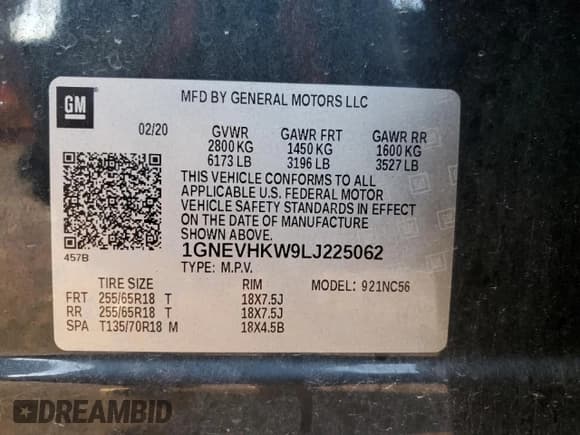 GM
MFD BY GENERAL MOTORS LLC
02/20 GVWR GAWR FRT GAWR RR
2800 KG 1450 KG 1600 KG
6173 LB 3196 LB 3527 LB
THIS VEHICLE CONFORMS TO ALL
APPLICABLE U.S. FEDERAL MOTOR
VEHICLE SAFETY STANDARDS IN EFFECT
ON THE DATE OF MANUFACTURE
SHOWN ABOVE.
457B
1GNEVHKW9LJ225062
TYPE: M.P.V.
TIRE SIZE RIM MODEL: 921NC56
FRT 255/65R18 T 18X7.5J
RR 255/65R18 T 18X7.5J
SPA T135/70R18 M 18X4.5B
DREAMBID